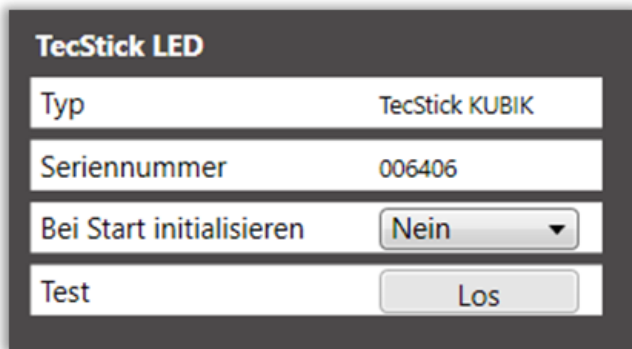 TecStick LED
Typ TecStick KUBIK
Seriennummer 006406
Bei Start initialisieren Nein
Test Los